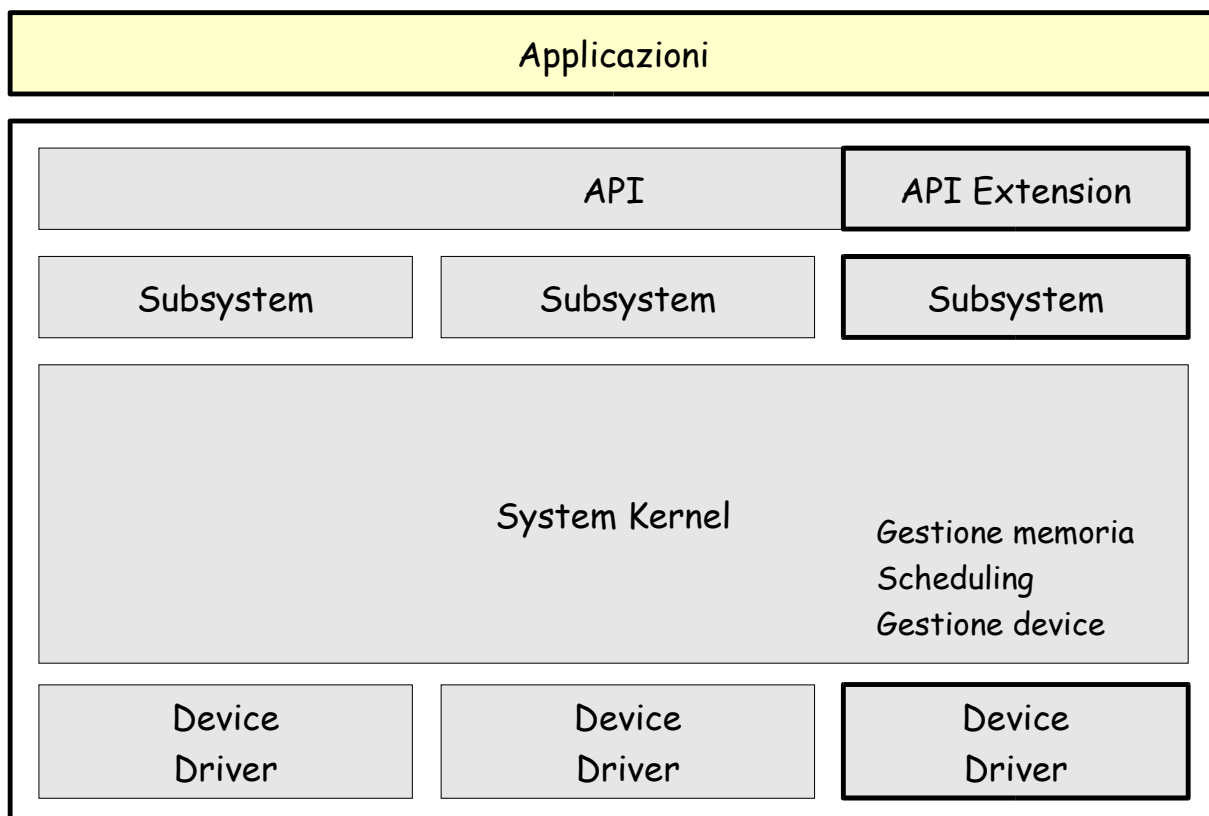 Applicazioni
API
API Extension
Subsystem
Subsystem
Subsystem
System Kernel
Gestione memoria
Scheduling
Gestione device
Device
Driver
Device
Driver
Device
Driver